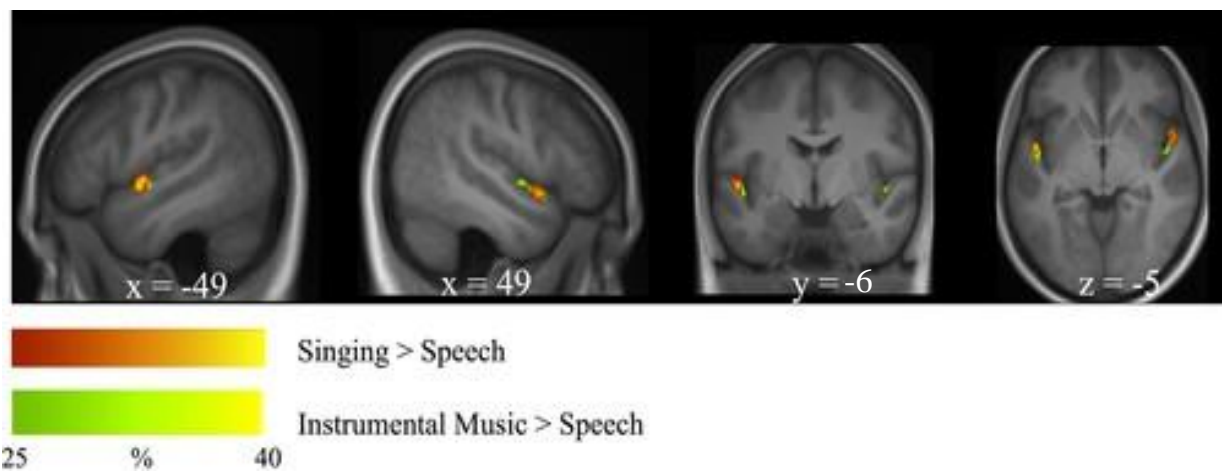 x = -49
x = 49
y = -6
z = -5
Singing > Speech
Instrumental Music > Speech
25 % 40